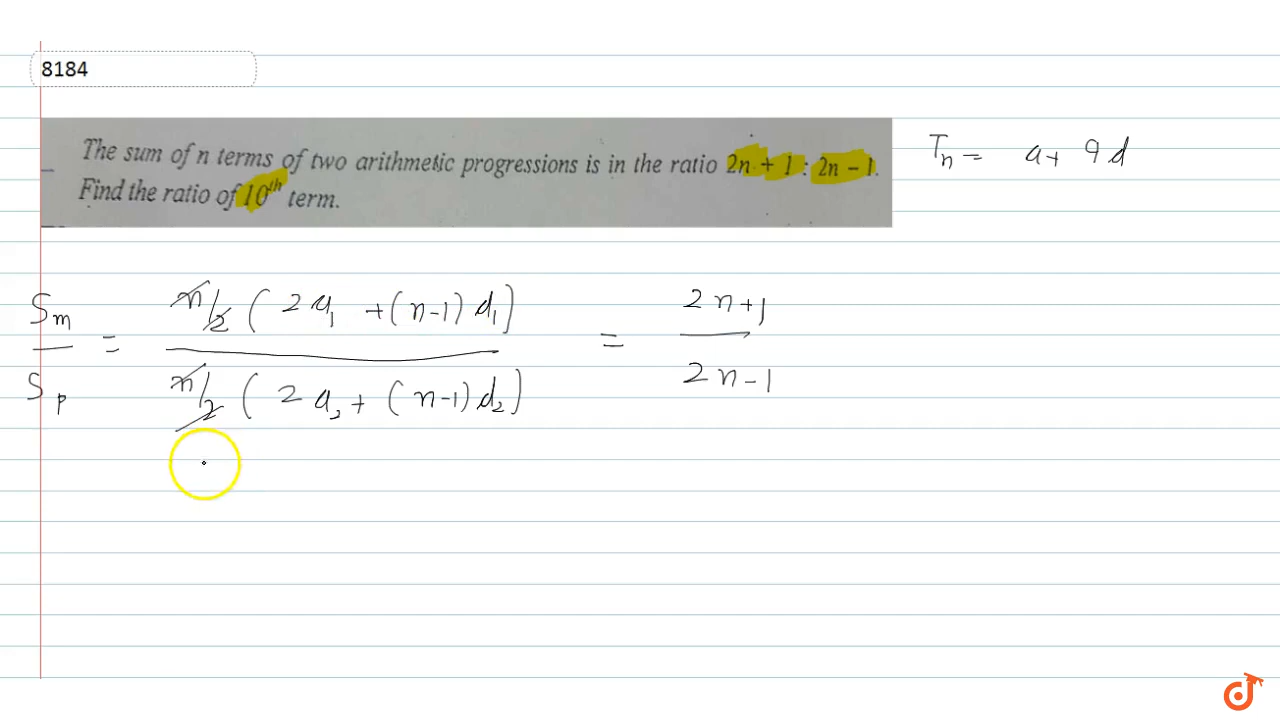 8184
The sum of n terms of two arithmetic progressions is in the ratio 2n + 1 : 2n – 1.
Find the ratio of 10th term.
Tn = a + 9d
Sm / Sp = n/2 (2a1 + (n-1) d1) / n/2 (2a2 + (n-1) d2) = 2n+1 / 2n-1